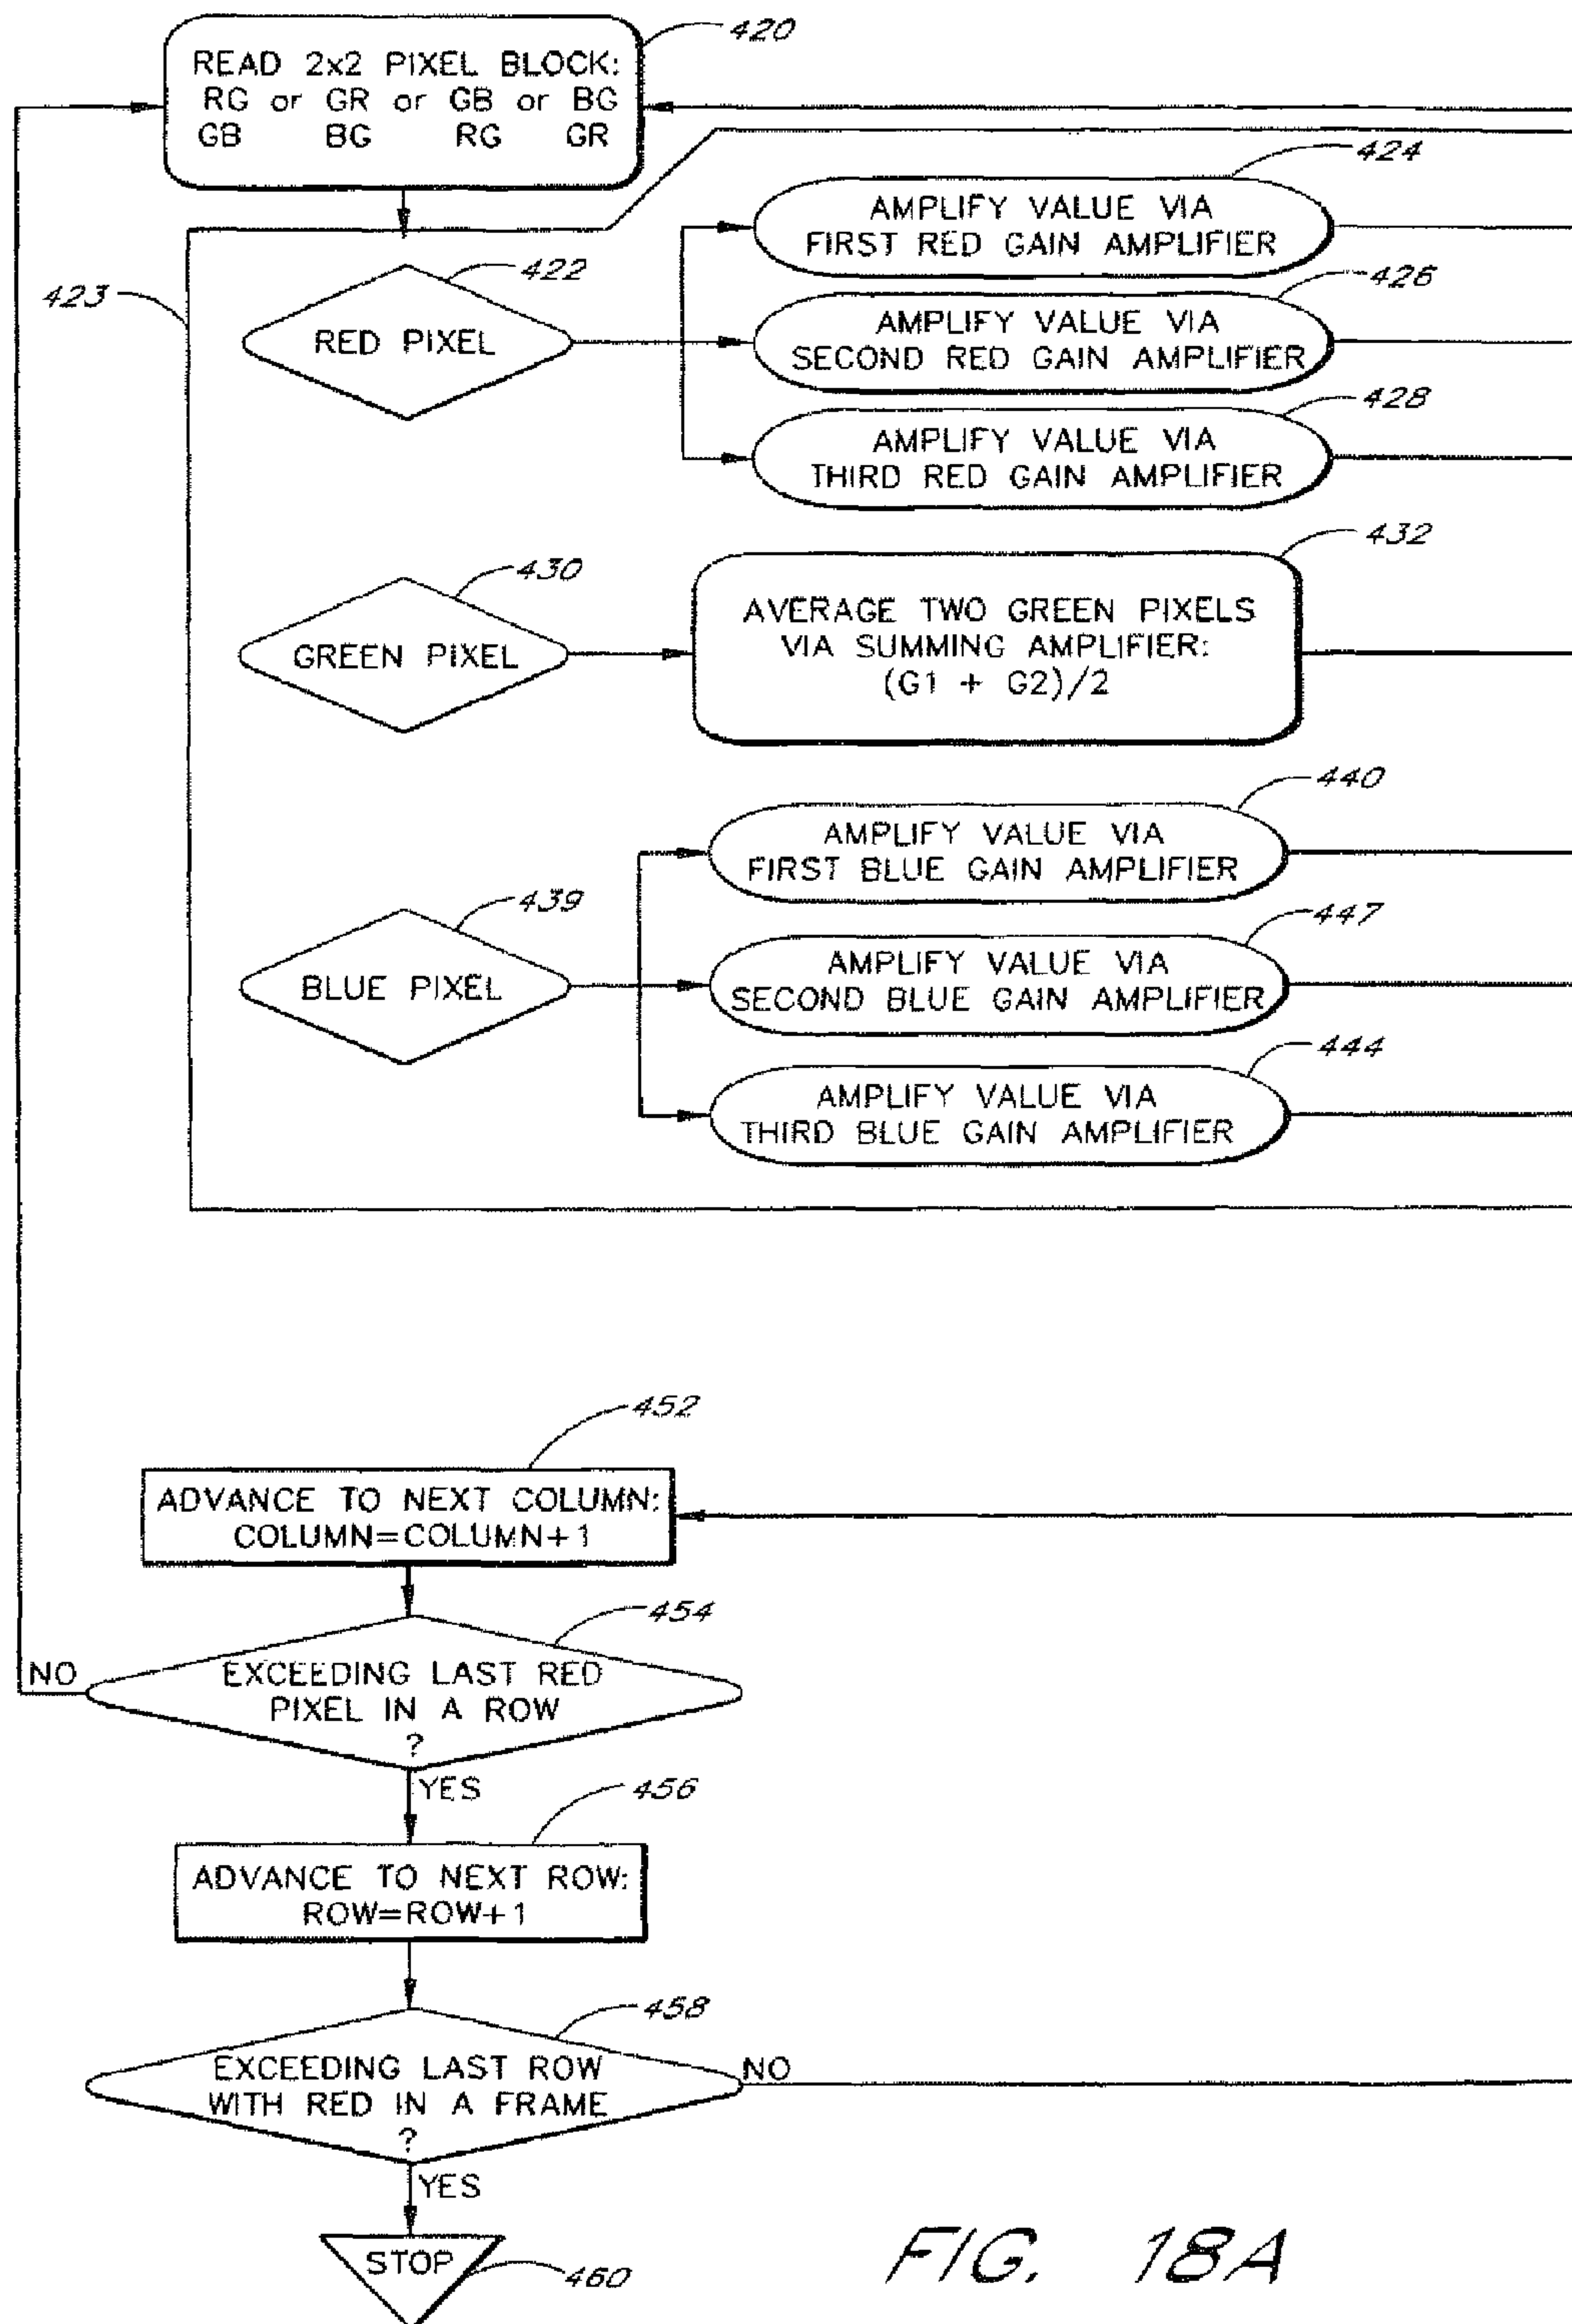 420
READ 2x2 PIXEL BLOCK:
RG or GR or GB or BG
GB BG RG GR
424
AMPLIFY VALUE VIA
FIRST RED GAIN AMPLIFIER
422
423
RED PIXEL
426
AMPLIFY VALUE VIA
SECOND RED GAIN AMPLIFIER
428
AMPLIFY VALUE VIA
THIRD RED GAIN AMPLIFIER
430
GREEN PIXEL
432
AVERAGE TWO GREEN PIXELS
VIA SUMMING AMPLIFIER:
(G1 + G2)/2
440
AMPLIFY VALUE VIA
FIRST BLUE GAIN AMPLIFIER
439
BLUE PIXEL
447
AMPLIFY VALUE VIA
SECOND BLUE GAIN AMPLIFIER
444
AMPLIFY VALUE VIA
THIRD BLUE GAIN AMPLIFIER
452
ADVANCE TO NEXT COLUMN:
COLUMN=COLUMN+1
454
NO
EXCEEDING LAST RED
PIXEL IN A ROW
?
YES
456
ADVANCE TO NEXT ROW:
ROW=ROW+1
458
EXCEEDING LAST ROW
WITH RED IN A FRAME
?
NO
YES
STOP
460
FIG. 18A